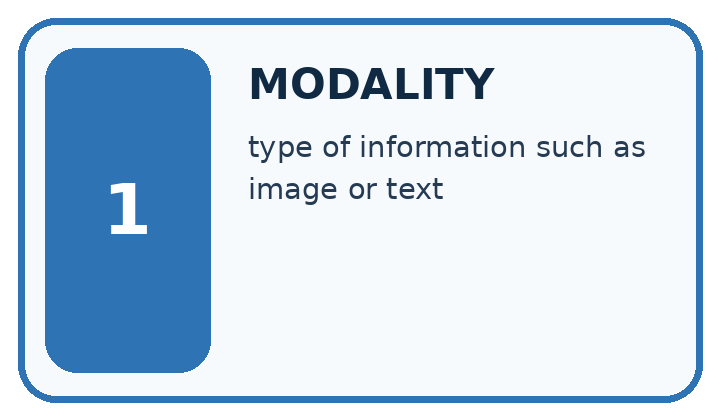 1
MODALITY
type of information such as
image or text